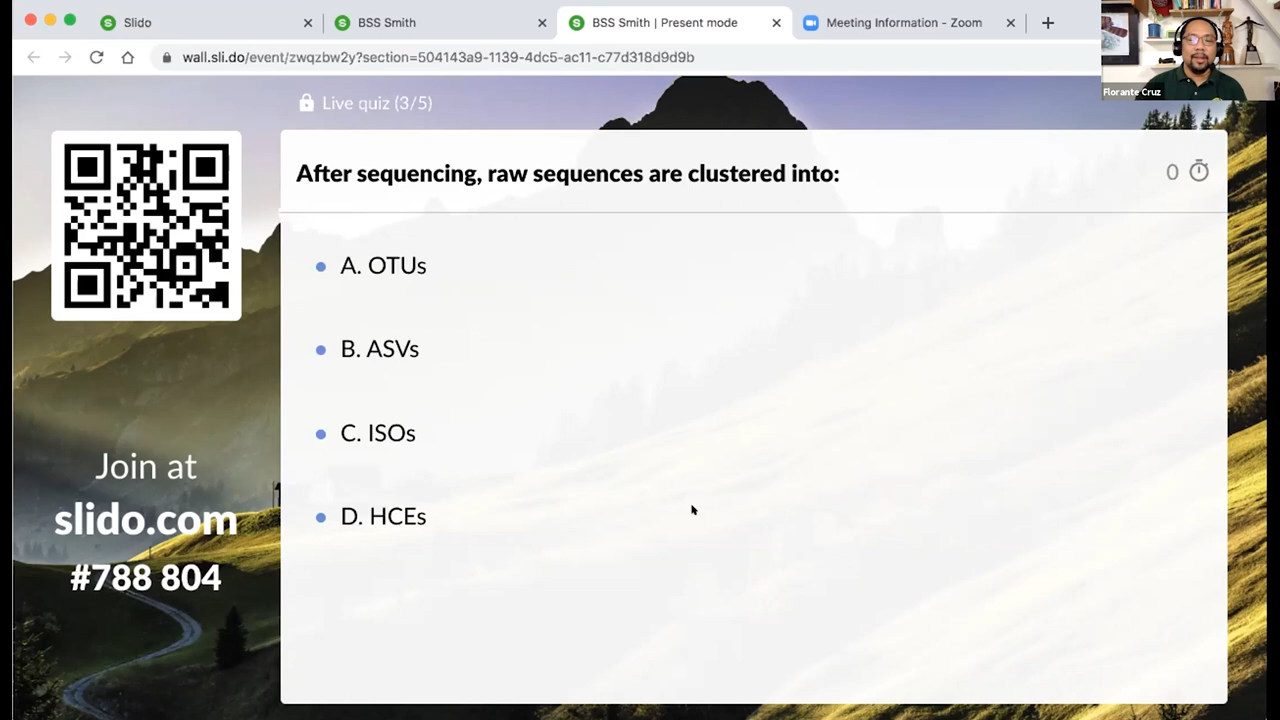 Slido
BSS Smith
BSS Smith | Present mode
Meeting Information - Zoom
wall.sli.do/event/zwqzbw2y?section=504143a9-1139-4dc5-ac11-c77d318d9d9b
Florante Cruz
Live quiz (3/5)
After sequencing, raw sequences are clustered into:
0
A. OTUs
B. ASVs
C. ISOs
D. HCEs
Join at
slido.com
#788 804